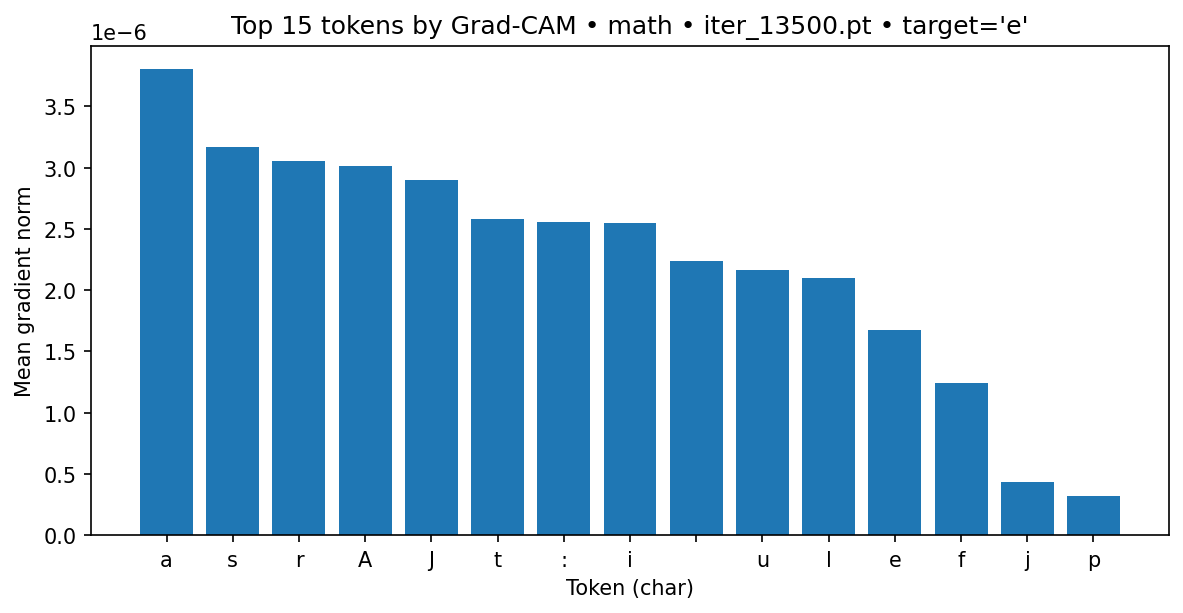 Top 15 tokens by Grad-CAM • math • iter_13500.pt • target='e'
1e−6
Mean gradient norm
3.5
3.0
2.5
2.0
1.5
1.0
0.5
0.0
a s r A J t : i u l e f j p
Token (char)